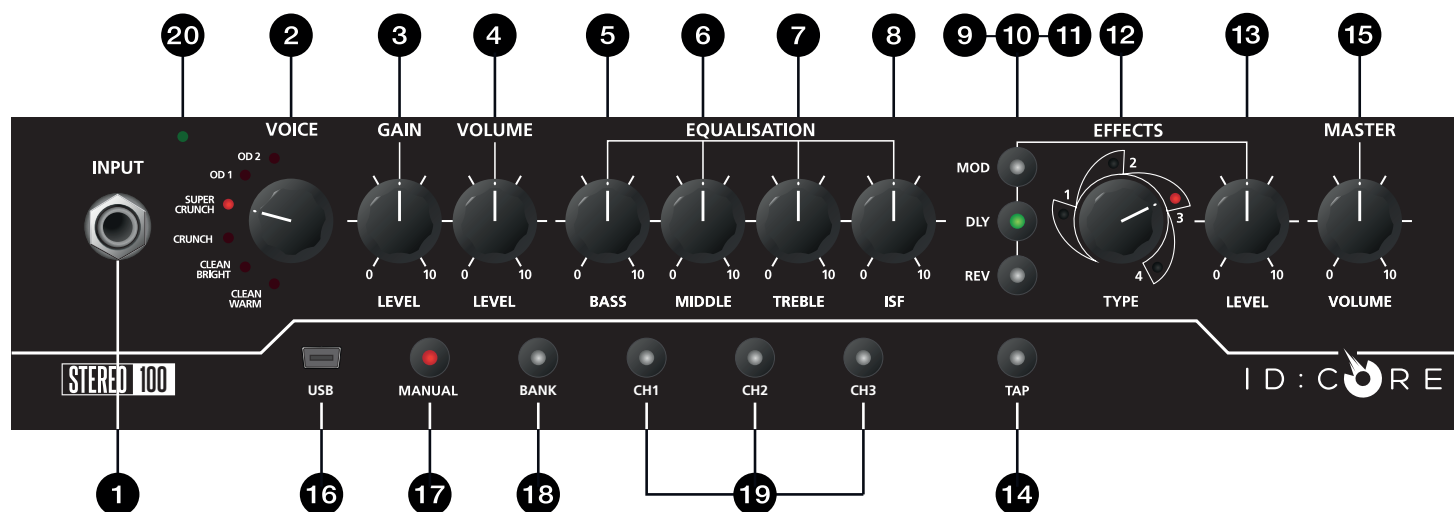 20 2 3 4 5 6 7 8 9 10 11 12 13 15
VOICE GAIN VOLUME EQUALISATION EFFECTS MASTER
INPUT
OD 2
OD 1
SUPER
CRUNCH
CRUNCH
CLEAN
BRIGHT
CLEAN
WARM
0 10 0 10 0 10 0 10 0 10 0 10
MOD
DLY
REV
1
2
3
4
0 10 0 10
LEVEL LEVEL BASS MIDDLE TREBLE ISF TYPE LEVEL VOLUME
STEREO 100
USB MANUAL BANK CH1 CH2 CH3 TAP
ID:CORE
1 16 17 18 19 14